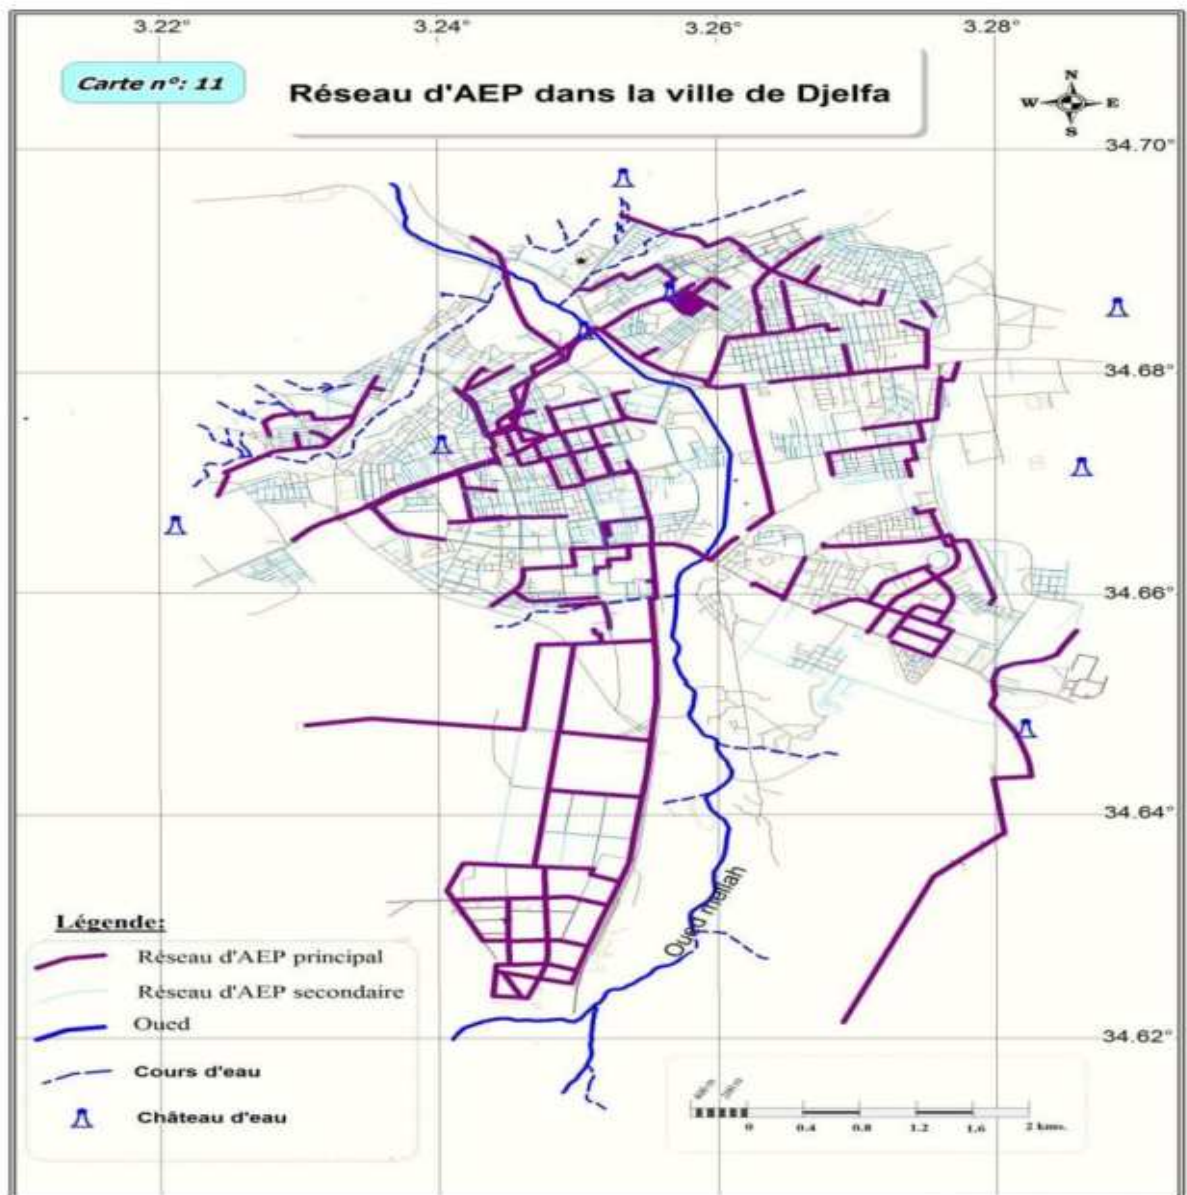 3.22° 3.24° 3.26° 3.28°
Carte n°: 11
Réseau d'AEP dans la ville de Djelfa
N
W E
S
34.70°
34.68°
34.66°
34.64°
Oued mellah
Légende:
Réseau d'AEP principal
Réseau d'AEP secondaire
Oued
34.62°
Cours d'eau
Château d'eau
0 0.4 0.8 1.2 1.6 2 kms.